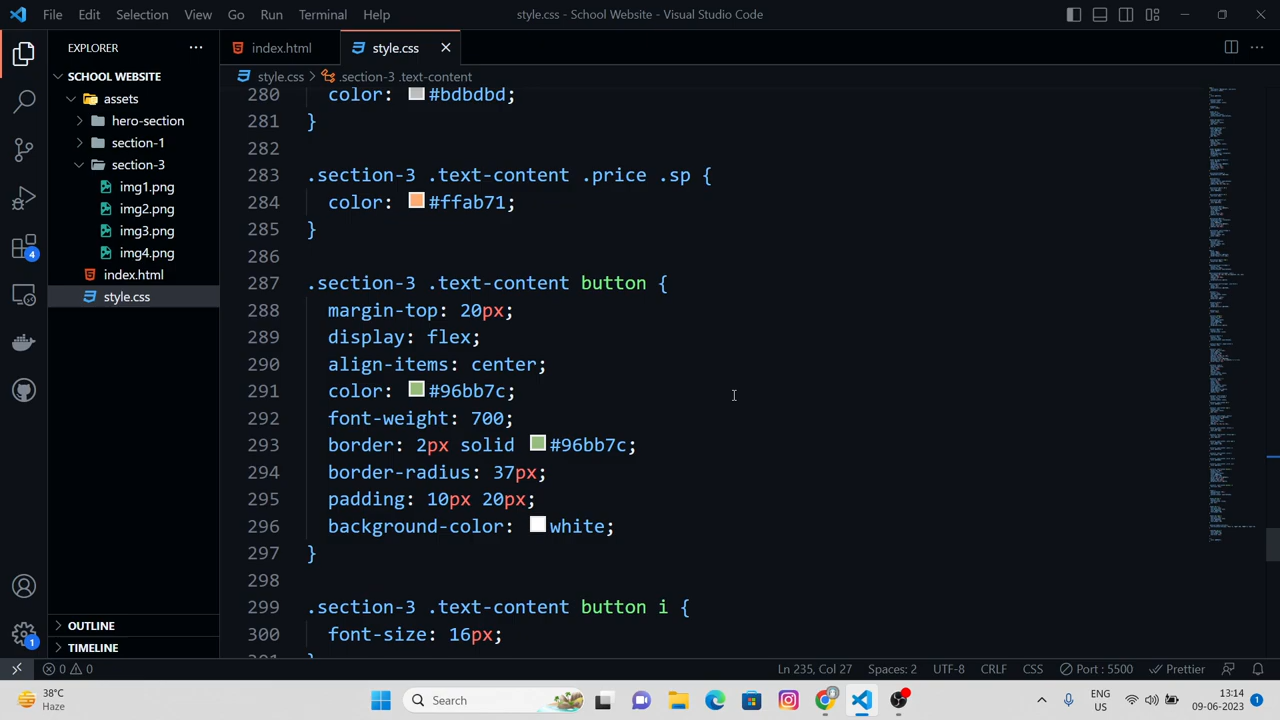 File Edit Selection View Go Run Terminal Help style.css - School Website - Visual Studio Code
EXPLORER
index.html style.css
SCHOOL WEBSITE
style.css > .section-3 .text-content
assets
hero-section
section-1
section-3
img1.png
img2.png
img3.png
img4.png
index.html
style.css
OUTLINE
TIMELINE
280 color: #bdbdbd;
281 }
282
283 .section-3 .text-content .price .sp {
284 color: #ffab71;
285 }
286
287 .section-3 .text-content button {
288 margin-top: 20px;
289 display: flex;
290 align-items: center;
291 color: #96bb7c;
292 font-weight: 700;
293 border: 2px solid #96bb7c;
294 border-radius: 37px;
295 padding: 10px 20px;
296 background-color: white;
297 }
298
299 .section-3 .text-content button i {
300 font-size: 16px;
4
1
0 0 Ln 235, Col 27 Spaces: 2 UTF-8 CRLF CSS Port : 5500 Prettier
38°C
Haze
Search
ENG
US
13:14
09-06-2023
1